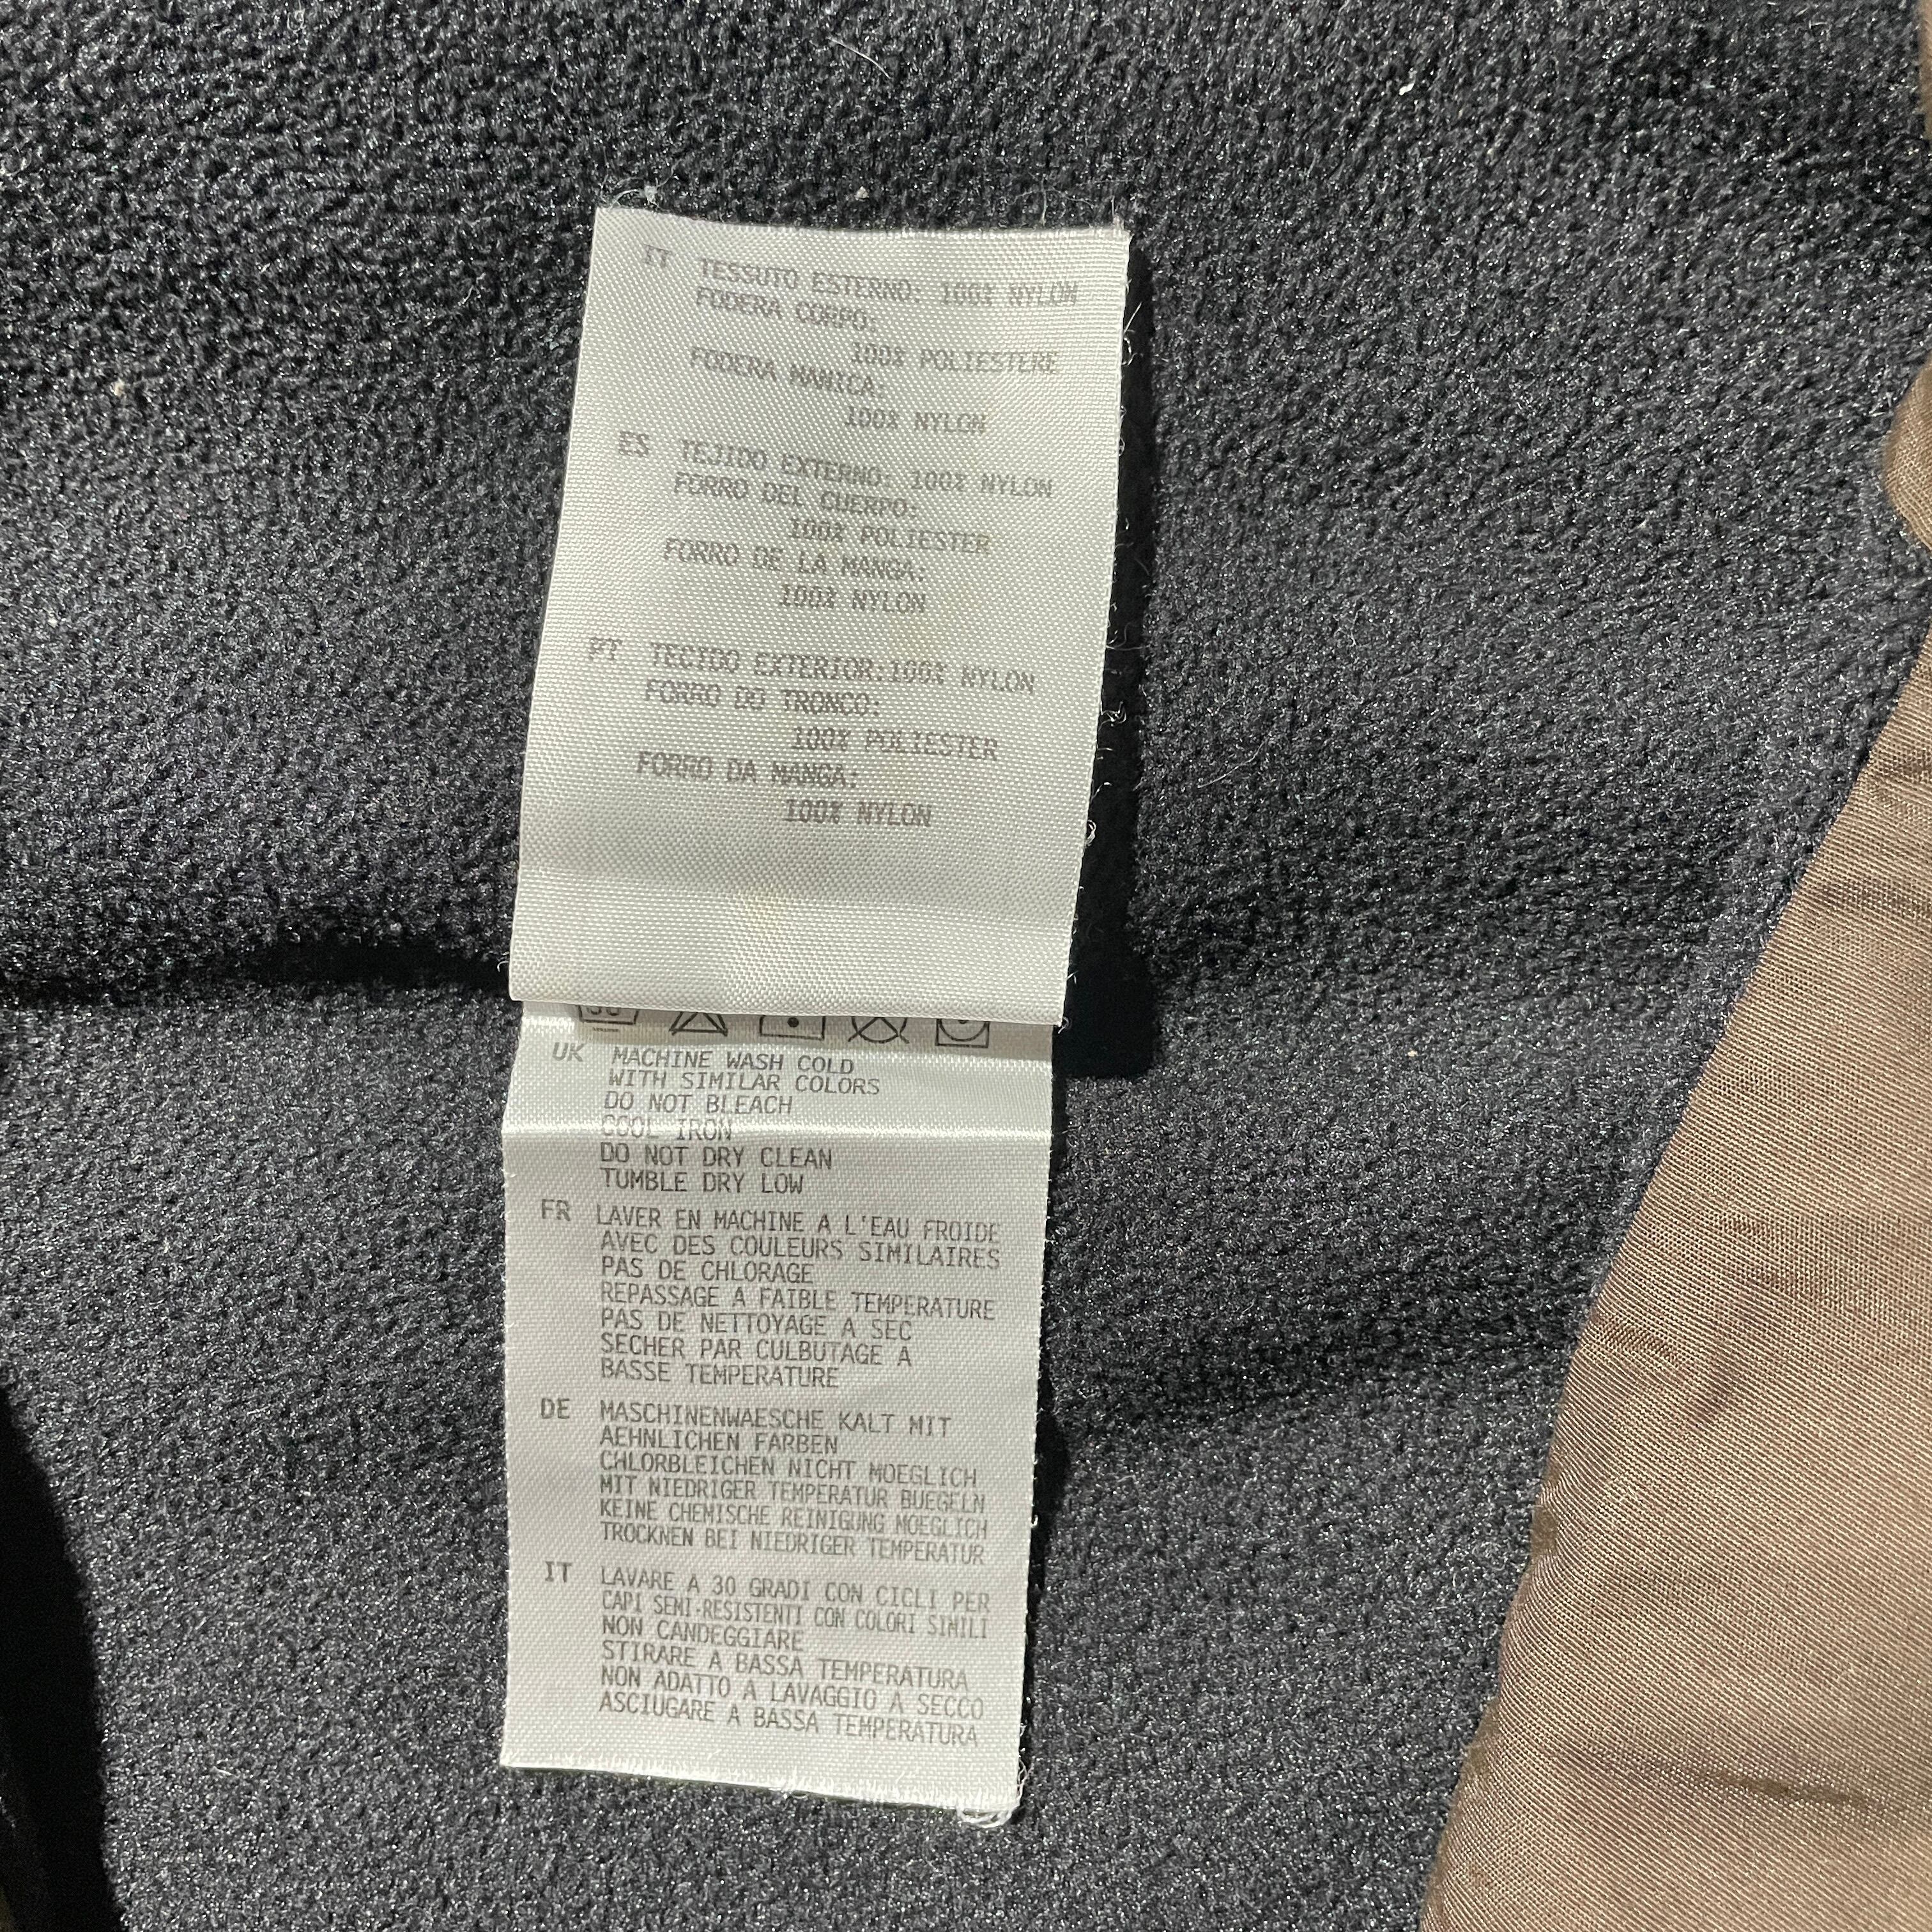 IT TESSUTO ESTERNO: 100% NYLON
FODERA CORPO:
100% POLIESTERE
FODERA MANICA:
100% NYLON
ES TEJIDO EXTERNO: 100% NYLON
FORRO DEL CUERPO:
100% POLIESTER
FORRO DE LA MANGA:
100% NYLON
PT TECIDO EXTERIOR:100% NYLON
FORRO DO TRONCO:
100% POLIESTER
FORRO DA MANGA:
100% NYLON
UK MACHINE WASH COLD
WITH SIMILAR COLORS
DO NOT BLEACH
COOL IRON
DO NOT DRY CLEAN
TUMBLE DRY LOW
FR LAVER EN MACHINE A L'EAU FROIDE
AVEC DES COULEURS SIMILAIRES
PAS DE CHLORAGE
REPASSAGE A FAIBLE TEMPERATURE
PAS DE NETTOYAGE A SEC
SECHER PAR CULBUTAGE A
BASSE TEMPERATURE
DE MASCHINENWAESCHE KALT MIT
AEHNLICHEN FARBEN
CHLORBLEICHEN NICHT MOEGLICH
MIT NIEDRIGER TEMPERATUR BUEGELN
KEINE CHEMISCHE REINIGUNG MOEGLICH
TROCKNEN BEI NIEDRIGER TEMPERATUR
IT LAVARE A 30 GRADI CON CICLI PER
CAPI SEMI-RESISTENTI CON COLORI SIMILI
NON CANDEGGIARE
STIRARE A BASSA TEMPERATURA
NON ADATTO A LAVAGGIO A SECCO
ASCIUGARE A BASSA TEMPERATURA